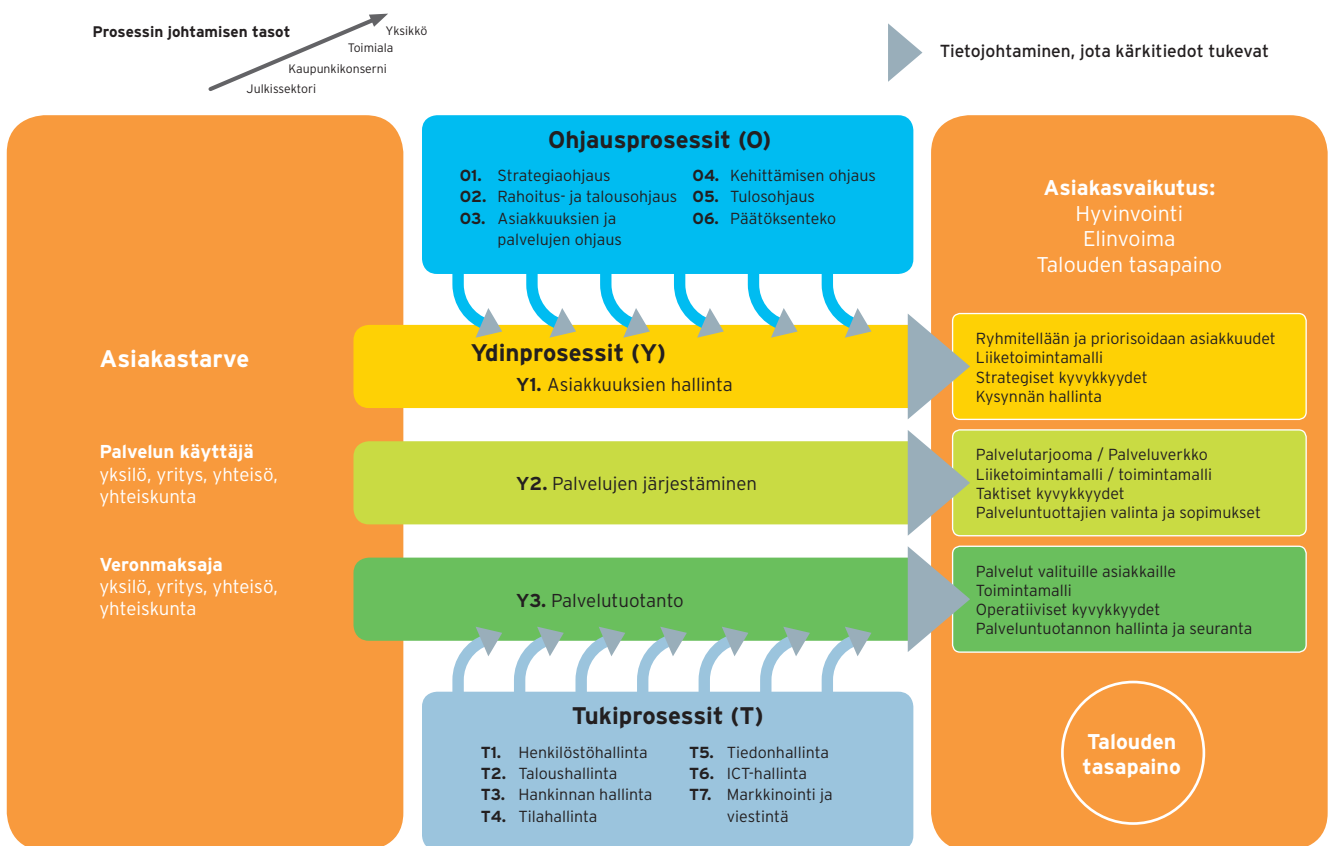 Prosessin johtamisen tasot
Yksikkö
Toimiala
Kaupunkikonserni
Julkissektori
Tietojohtaminen, jota kärkitiedot tukevat
Ohjausprosessit (O)
O1. Strategiaohjaus
O2. Rahoitus- ja talousohjaus
O3. Asiakkuuksien ja
palvelujen ohjaus
O4. Kehittämisen ohjaus
O5. Tulosohjaus
O6. Päätöksenteko
Asiakastarve
Palvelun käyttäjä
yksilö, yritys, yhteisö,
yhteiskunta
Veronmaksaja
yksilö, yritys, yhteisö,
yhteiskunta
Ydinprosessit (Y)
Y1. Asiakkuuksien hallinta
Y2. Palvelujen järjestäminen
Y3. Palvelutuotanto
Tukiprosessit (T)
T1. Henkilöstöhallinta
T2. Taloushallinta
T3. Hankinnan hallinta
T4. Tilahallinta
T5. Tiedonhallinta
T6. ICT-hallinta
T7. Markkinointi ja
viestintä
Asiakasvaikutus:
Hyvinvointi
Elinvoima
Talouden tasapaino
Ryhmitellään ja priorisoidaan asiakkuudet
Liiketoimintamalli
Strategiset kyvykkyydet
Kysynnän hallinta
Palvelutarjooma / Palveluverkko
Liiketoimintamalli / toimintamalli
Taktiset kyvykkyydet
Palveluntuottajien valinta ja sopimukset
Palvelut valituille asiakkaille
Toimintamalli
Operatiiviset kyvykkyydet
Palveluntuotannon hallinta ja seuranta
Talouden
tasapaino